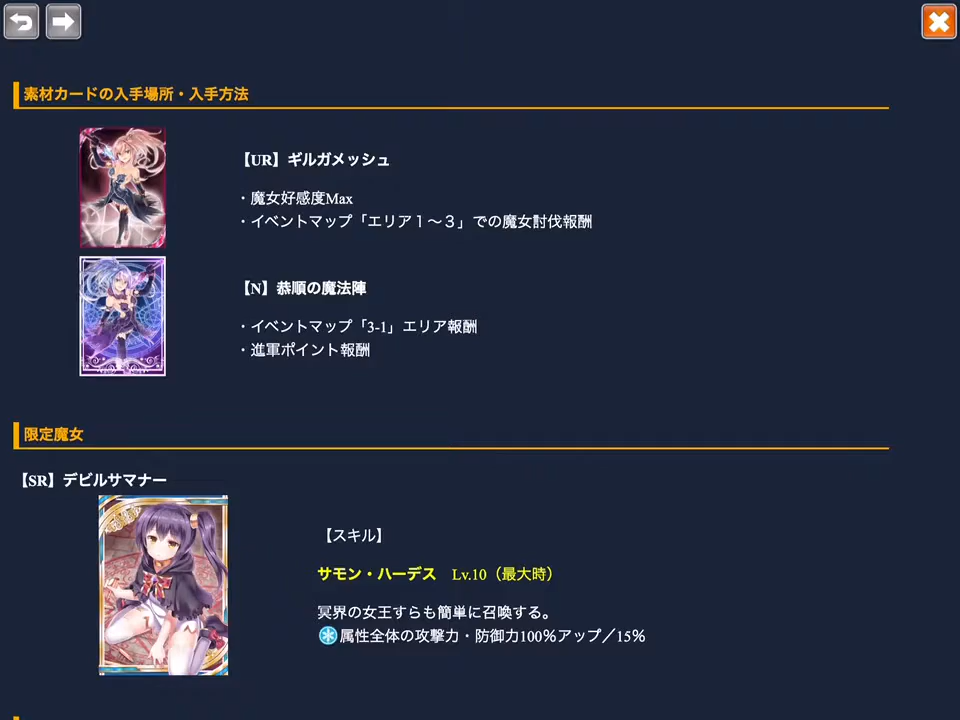 素材カードの入手場所・入手方法
【UR】ギルガメッシュ
・魔女好感度Max
・イベントマップ「エリア１～３」での魔女討伐報酬
【N】恭順の魔法陣
・イベントマップ「3-1」エリア報酬
・進軍ポイント報酬
限定魔女
【SR】デビルサマナー
【スキル】
サモン・ハーデス　Lv.10（最大時）
冥界の女王すらも簡単に召喚する。
属性全体の攻撃力・防御力100%アップ／15%